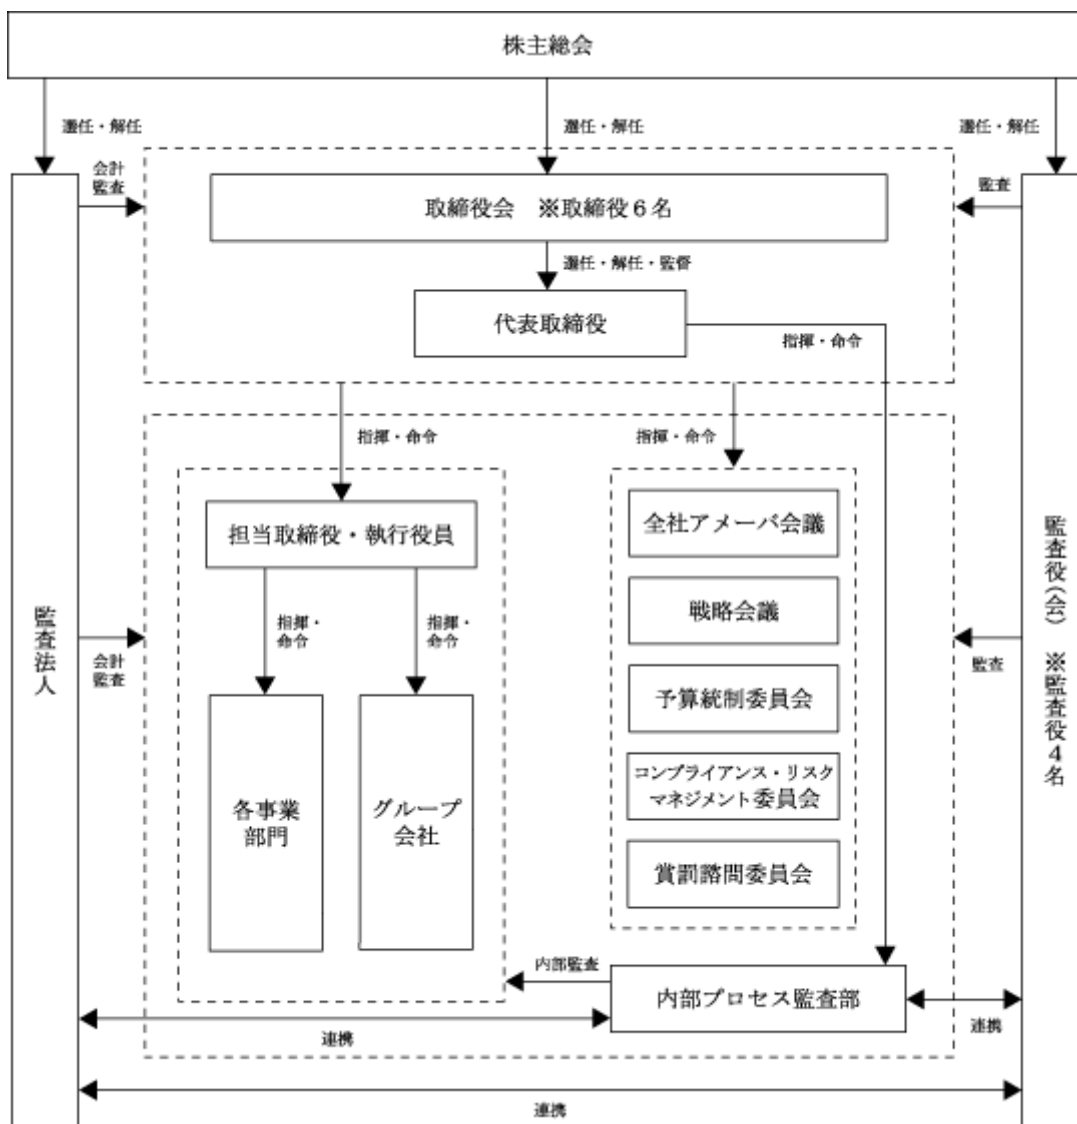 株主総会
選任・解任
選任・解任
選任・解任
会計
監査
取締役会　※取締役６名
監査
選任・解任・監督
代表取締役
指揮・命令
指揮・命令
指揮・命令
担当取締役・執行役員
全社アメーバ会議
戦略会議
指揮・
命令
指揮・
命令
監査法人
会計
監査
監査
監査役(会)　※監査役４名
予算統制委員会
各事業
部門
グループ
会社
コンプライアンス・リスク
マネジメント委員会
賞罰諮問委員会
内部監査
内部プロセス監査部
連携
連携
連携